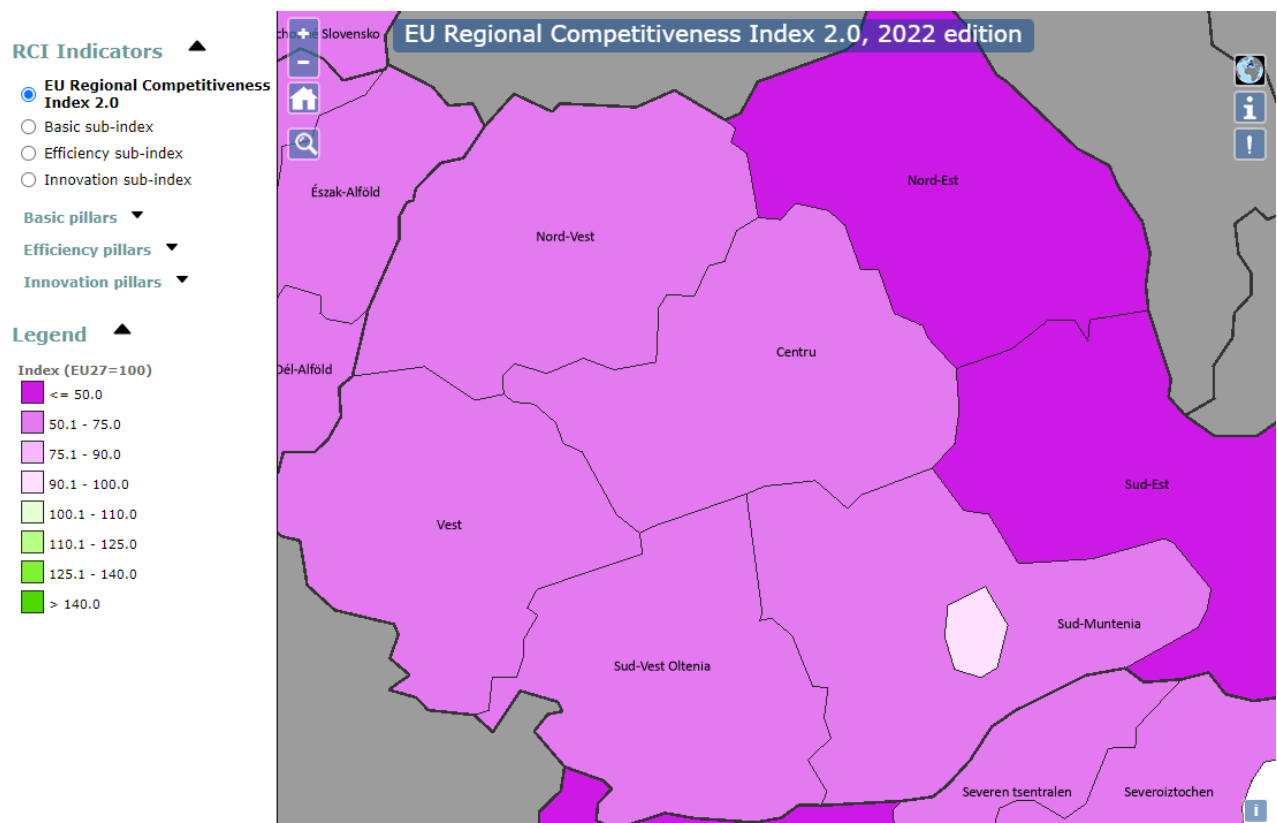 EU Regional Competitiveness Index 2.0, 2022 edition
RCI Indicators
EU Regional Competitiveness
Index 2.0
Basic sub-index
Efficiency sub-index
Innovation sub-index
Basic pillars
Efficiency pillars
Innovation pillars
Legend
Index (EU27=100)
<= 50.0
50.1 - 75.0
75.1 - 90.0
90.1 - 100.0
100.1 - 110.0
110.1 - 125.0
125.1 - 140.0
> 140.0
+
-
i
!
Slovensko
Észak-Alföld
Nord-Vest
Nord-Est
Centru
Dél-Alföld
Sud-Est
Vest
Sud-Muntenia
Sud-Vest Oltenia
Severen tsentralen
Severoiztochen
i